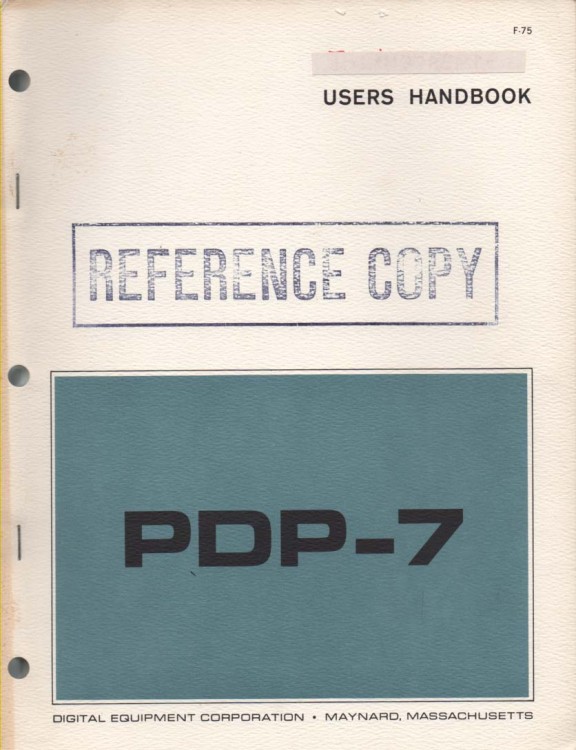 F-75
USERS HANDBOOK
REFERENCE COPY
PDP-7
DIGITAL EQUIPMENT CORPORATION • MAYNARD, MASSACHUSETTS